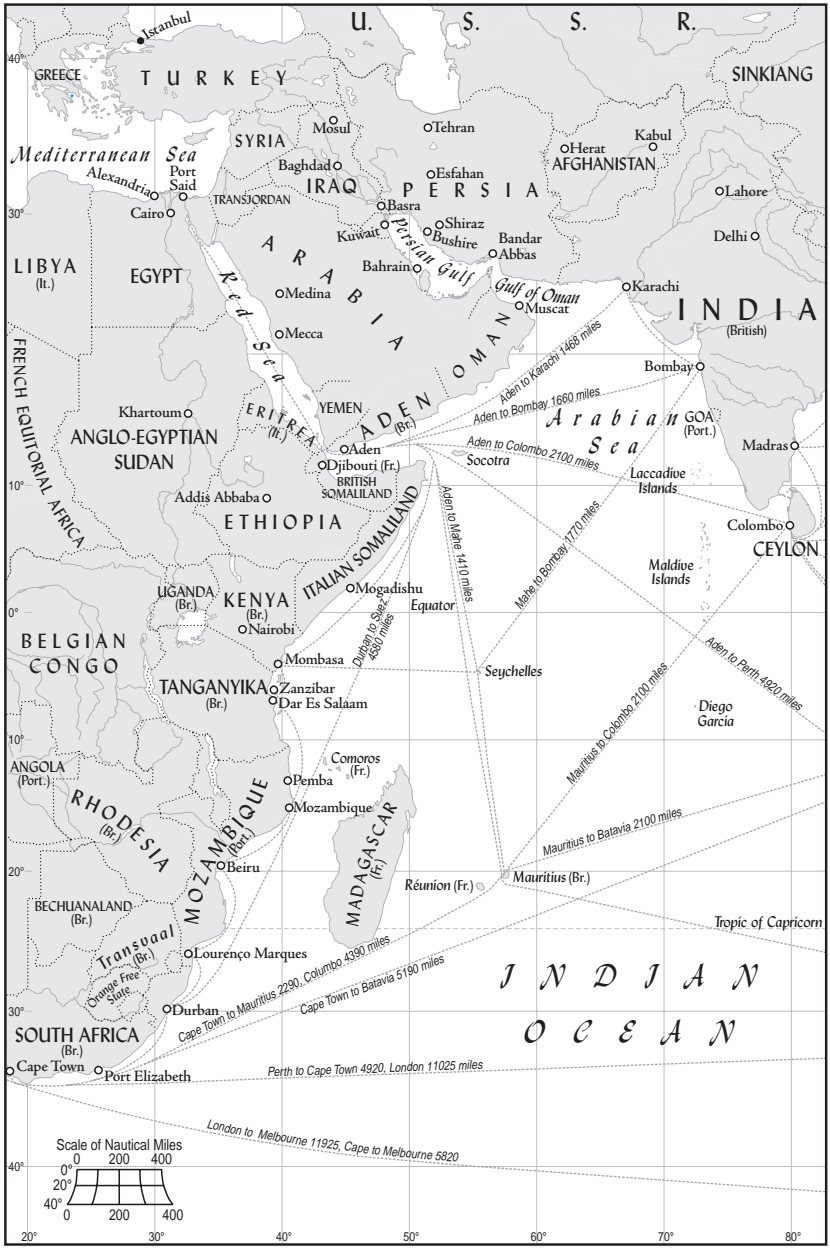 U. S. S. R.
Istanbul
40°
GREECE
TURKEY
SINKIANG
Mosul
Tehran
Kabul
Herat
AFGHANISTAN
SYRIA
Mediterranean Sea
Baghdad
Esfahan
Alexandria
Port
Said
IRAQ
PERSIA
Lahore
TRANSJORDAN
Basra
Cairo
30°
Shiraz
Kuwait
Bushire
Persian Gulf
Bandar
Abbas
Delhi
LIBYA
(It.)
EGYPT
ARABIA
Bahrain
Gulf of Oman
Karachi
Red Sea
Medina
Muscat
INDIA
(British)
Mecca
OMAN
Aden to Karachi 1468 miles
FRENCH EQUITORIAL AFRICA
Bombay
Aden to Bombay 1660 miles
Khartoum
ERITREA
(It.)
YEMEN
ADEN
(Br.)
Arabian
Sea
GOA
(Port.)
ANGLO-EGYPTIAN
SUDAN
Aden
Aden to Colombo 2100 miles
Madras
Djibouti (Fr.)
Socotra
BRITISH
SOMALILAND
Laccadive
Islands
10°
Addis Ababba
ETHIOPIA
ITALIAN SOMALILAND
Aden to Mahe 1410 miles
Mahe to Bombay 1770 miles
Colombo
CEYLON
Maldive
Islands
UGANDA
(Br.)
KENYA
(Br.)
Mogadishu
Equator
0°
Nairobi
Durban to Suez
4580 miles
BELGIAN
CONGO
Mombasa
Seychelles
Aden to Perth 4920 miles
TANGANYIKA
(Br.)
Zanzibar
Dar Es Salaam
Mauritius to Colombo 2100 miles
Diego
Garcia
10°
ANGOLA
(Port.)
Comoros
(Fr.)
Pemba
RHODESIA
(Br.)
MOZAMBIQUE
(Port.)
Mozambique
MADAGASCAR
(Fr.)
Mauritius to Batavia 2100 miles
20°
Beiru
Réunion (Fr.)
Mauritius (Br.)
BECHUANALAND
(Br.)
Tropic of Capricorn
Transvaal
(Br.)
Lourenço Marques
Orange Free
State
Cape Town to Mauritius 2290, Columbo 4390 miles
Cape Town to Batavia 5190 miles
INDIAN
OCEAN
30°
Durban
SOUTH AFRICA
(Br.)
Cape Town
Port Elizabeth
Perth to Cape Town 4920, London 11025 miles
London to Melbourne 11925, Cape to Melbourne 5820
Scale of Nautical Miles
0 200 400
0°
20°
40°
0 200 400
40°
20° 30° 40° 50° 60° 70° 80°